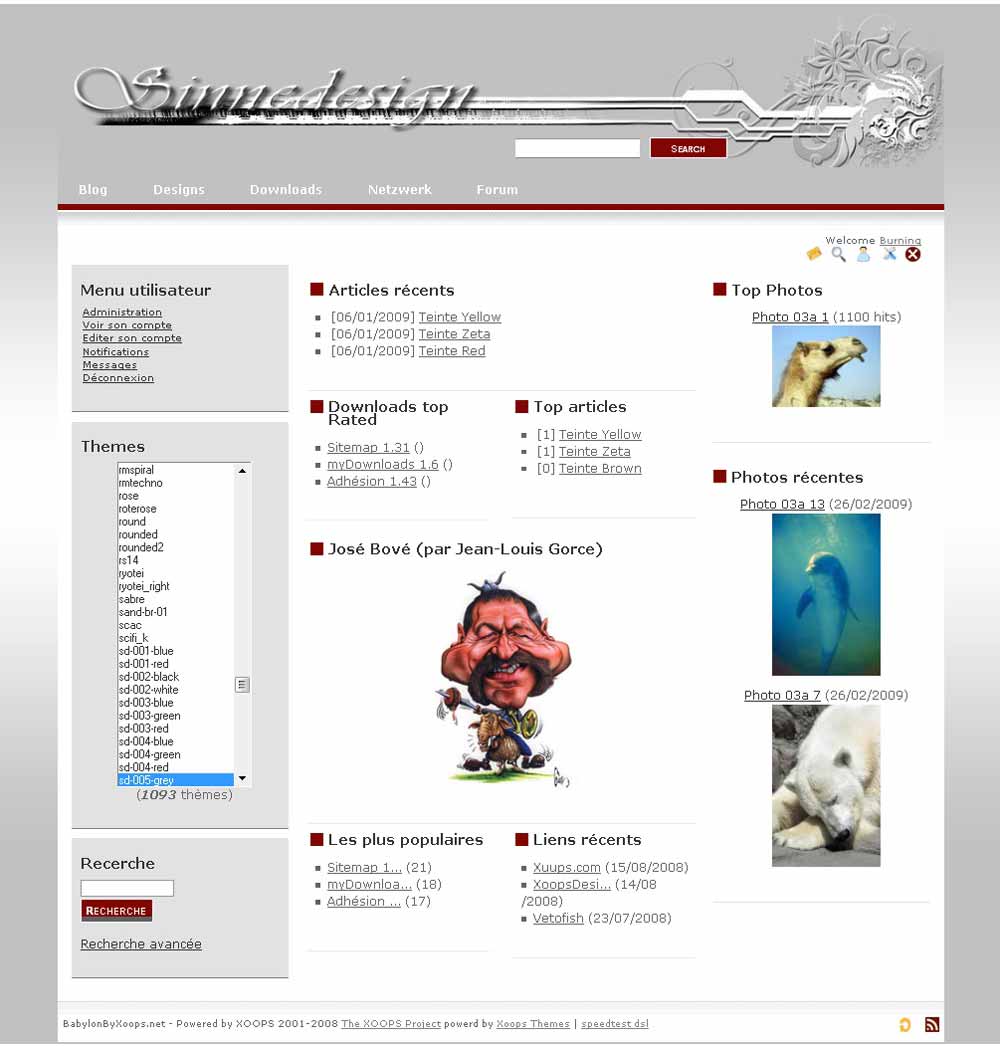 Sinnedesign
SEARCH
Blog Designs Downloads Netzwerk Forum
Welcome Burning
Menu utilisateur
Administration
Voir son compte
Editer son compte
Notifications
Messages
Déconnexion
Themes
rmspiral
rmtechno
rose
roterose
round
rounded
rounded2
rs14
ryotei
ryotei_right
sabre
sand-br-01
scac
scifi_k
sd-001-blue
sd-001-red
sd-002-black
sd-002-white
sd-003-blue
sd-003-green
sd-003-red
sd-004-blue
sd-004-green
sd-004-red
sd-005-grey
(1093 thèmes)
Recerche
RECHERCHE
Recherche avancée
Articles récents
[06/01/2009] Teinte Yellow
[06/01/2009] Teinte Zeta
[06/01/2009] Teinte Red
Downloads top
Rated
Sitemap 1.31 ()
myDownloads 1.6 ()
Adhésion 1.43 ()
Top articles
[1] Teinte Yellow
[1] Teinte Zeta
[0] Teinte Brown
José Bové (par Jean-Louis Gorce)
Les plus populaires
Sitemap 1... (21)
myDownloa... (18)
Adhésion ... (17)
Liens récents
Xuups.com (15/08/2008)
XoopsDesi... (14/08
/2008)
Vetofish (23/07/2008)
Top Photos
Photo 03a 1 (1100 hits)
Photos récentes
Photo 03a 13 (26/02/2009)
Photo 03a 7 (26/02/2009)
BabylonByXoops.net - Powered by XOOPS 2001-2008 The XOOPS Project powerd by Xoops Themes | speedtest dsl